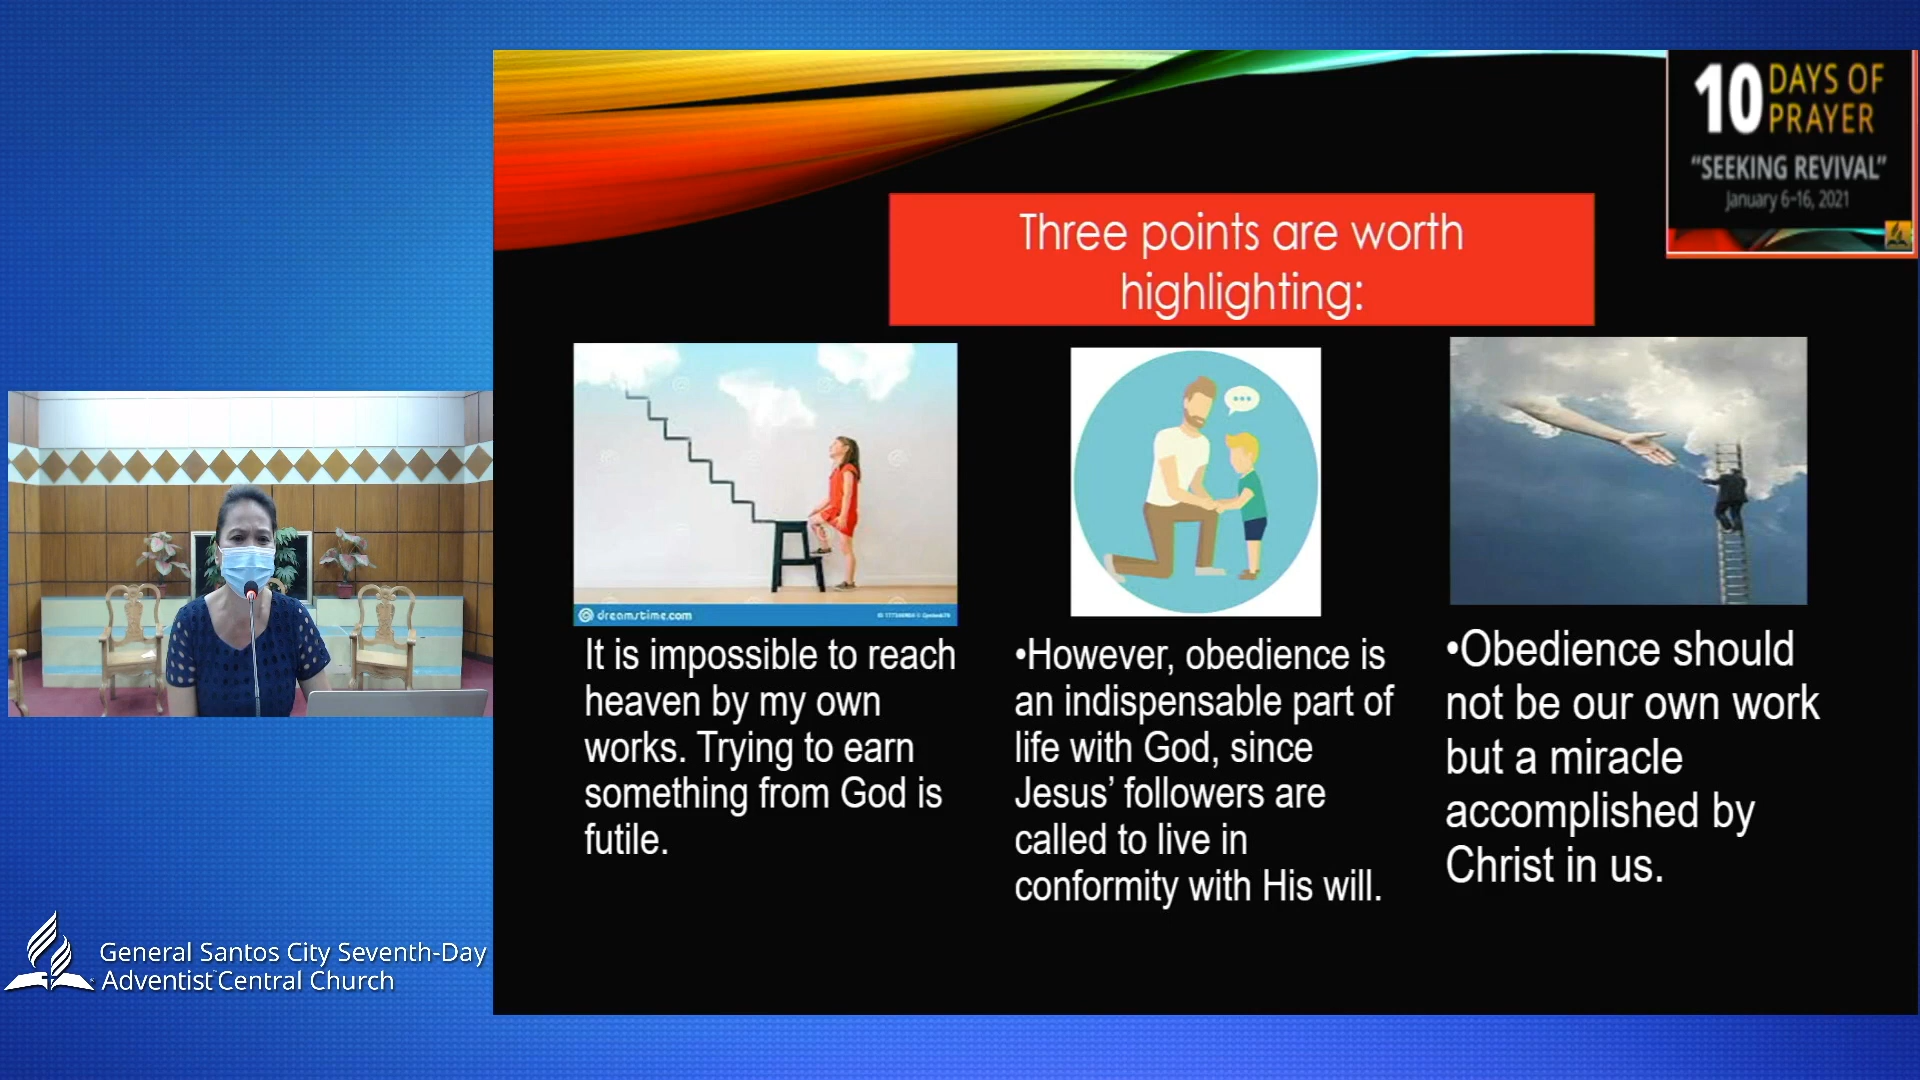 10 DAYS OF
PRAYER
“SEEKING REVIVAL”
January 6-16, 2021
Three points are worth
highlighting:
dreamstime.com
It is impossible to reach
heaven by my own
works. Trying to earn
something from God is
futile.
•However, obedience is
an indispensable part of
life with God, since
Jesus’ followers are
called to live in
conformity with His will.
•Obedience should
not be our own work
but a miracle
accomplished by
Christ in us.
General Santos City Seventh-Day
Adventist Central Church